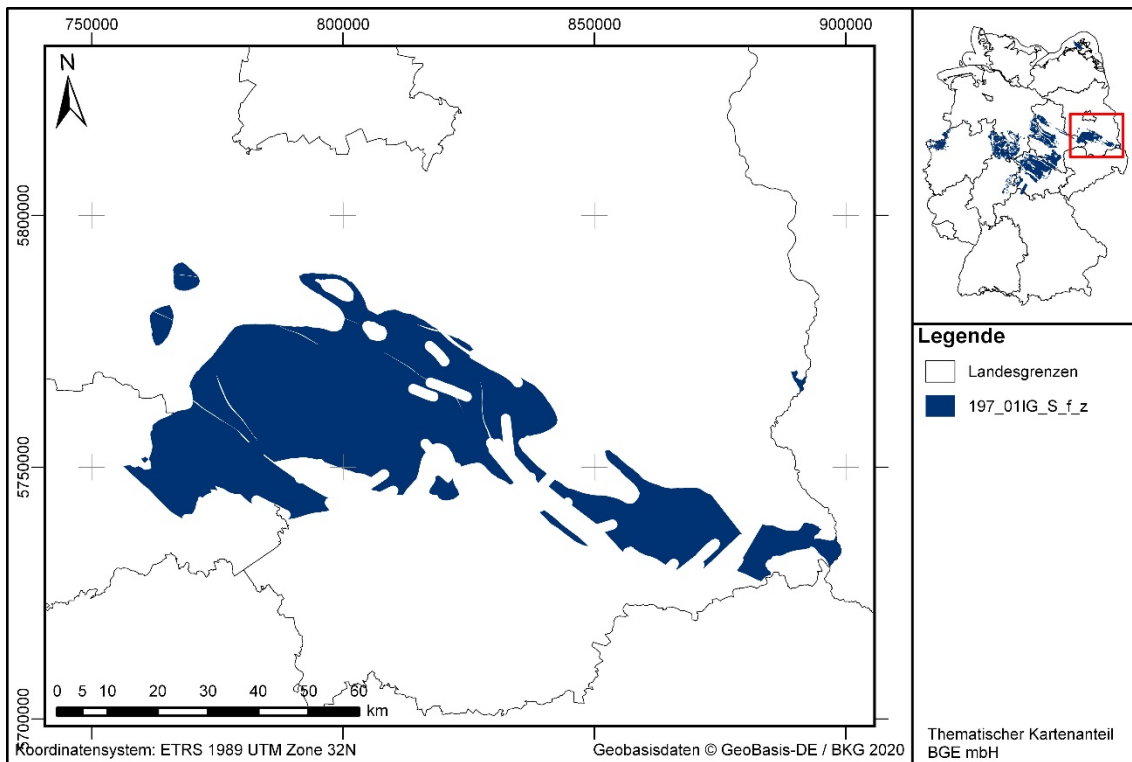 750000
800000
850000
900000
N
5800000
5750000
5700000
0 5 10 20 30 40 50 60
km
Koordinatensystem: ETRS 1989 UTM Zone 32N
Geobasisdaten © GeoBasis-DE / BKG 2020
Legende
Landesgrenzen
197_01IG_S_f_z
Thematischer Kartenanteil
BGE mbH